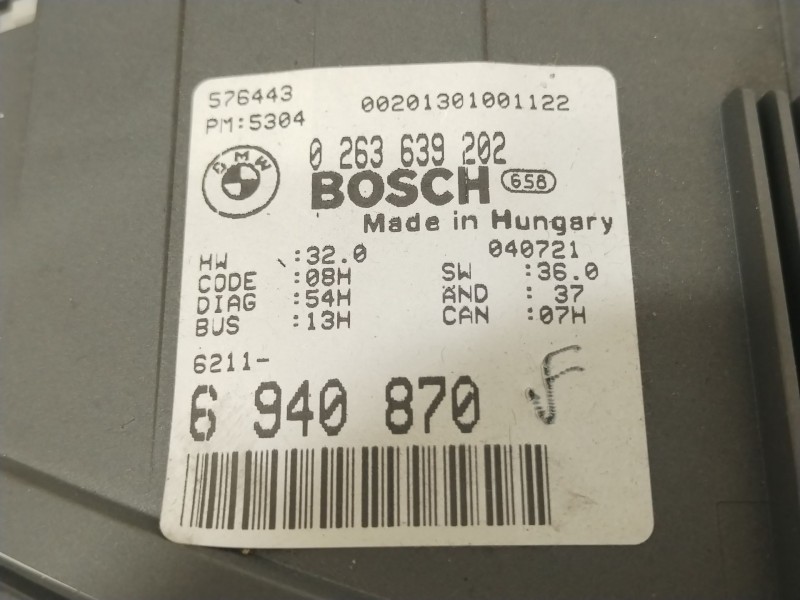 576443
00201301001122
PM:5304
0 263 639 202
BMW
BOSCH 658
Made in Hungary
040721
HW :32.0
CODE :08H SW :36.0
DIAG :54H ÄND : 37
BUS :13H CAN :07H
6211-
6 940 870